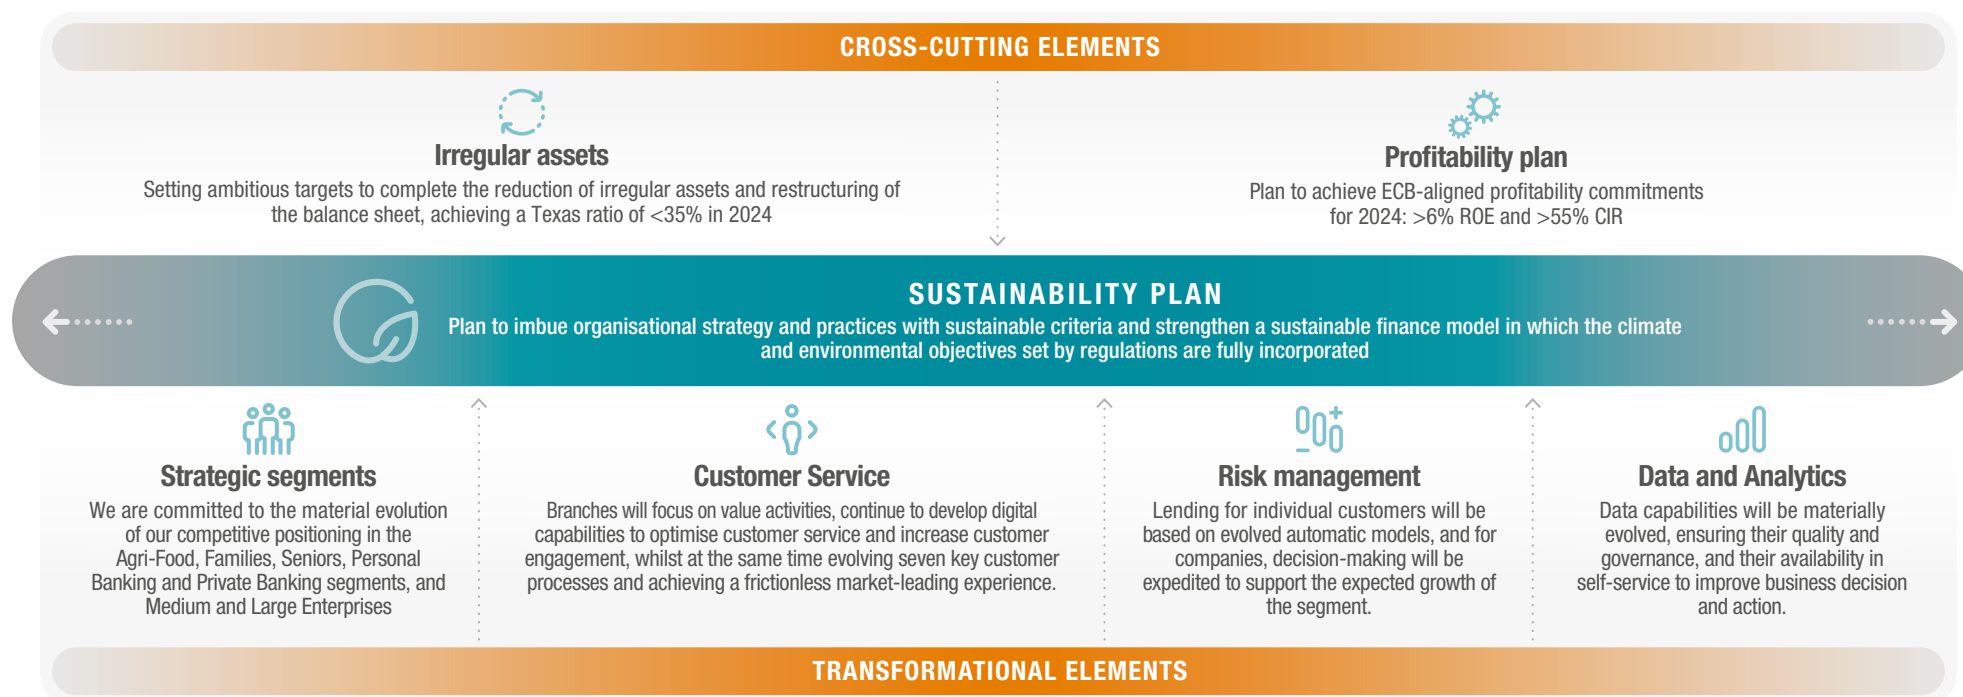 CROSS-CUTTING ELEMENTS
Irregular assets
Setting ambitious targets to complete the reduction of irregular assets and restructuring of
the balance sheet, achieving a Texas ratio of <35% in 2024
Profitability plan
Plan to achieve ECB-aligned profitability commitments
for 2024: >6% ROE and >55% CIR
SUSTAINABILITY PLAN
Plan to imbue organisational strategy and practices with sustainable criteria and strengthen a sustainable finance model in which the climate
and environmental objectives set by regulations are fully incorporated
Strategic segments
We are committed to the material evolution
of our competitive positioning in the
Agri-Food, Families, Seniors, Personal
Banking and Private Banking segments, and
Medium and Large Enterprises
Customer Service
Branches will focus on value activities, continue to develop digital
capabilities to optimise customer service and increase customer
engagement, whilst at the same time evolving seven key customer
processes and achieving a frictionless market-leading experience.
Risk management
Lending for individual customers will be
based on evolved automatic models, and for
companies, decision-making will be
expedited to support the expected growth of
the segment.
Data and Analytics
Data capabilities will be materially
evolved, ensuring their quality and
governance, and their availability in
self-service to improve business decision
and action.
TRANSFORMATIONAL ELEMENTS